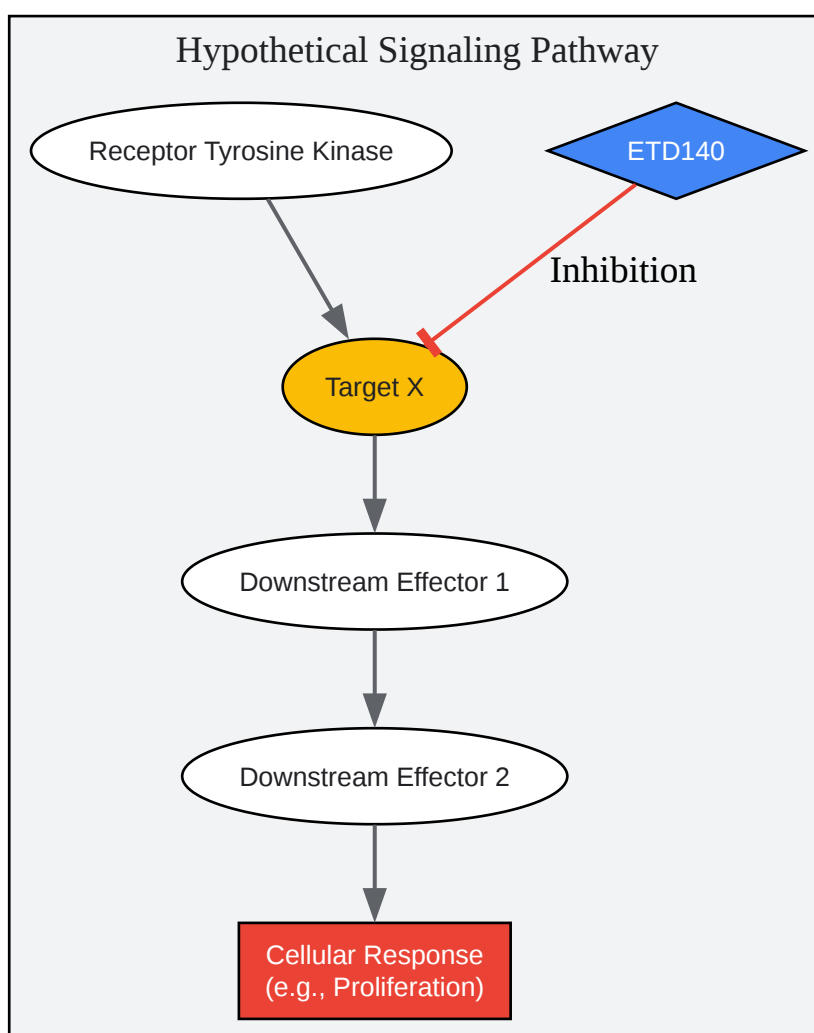 Hypothetical Signaling Pathway
Receptor Tyrosine Kinase
ETD140
Inhibition
Target X
Downstream Effector 1
Downstream Effector 2
Cellular Response
(e.g., Proliferation)